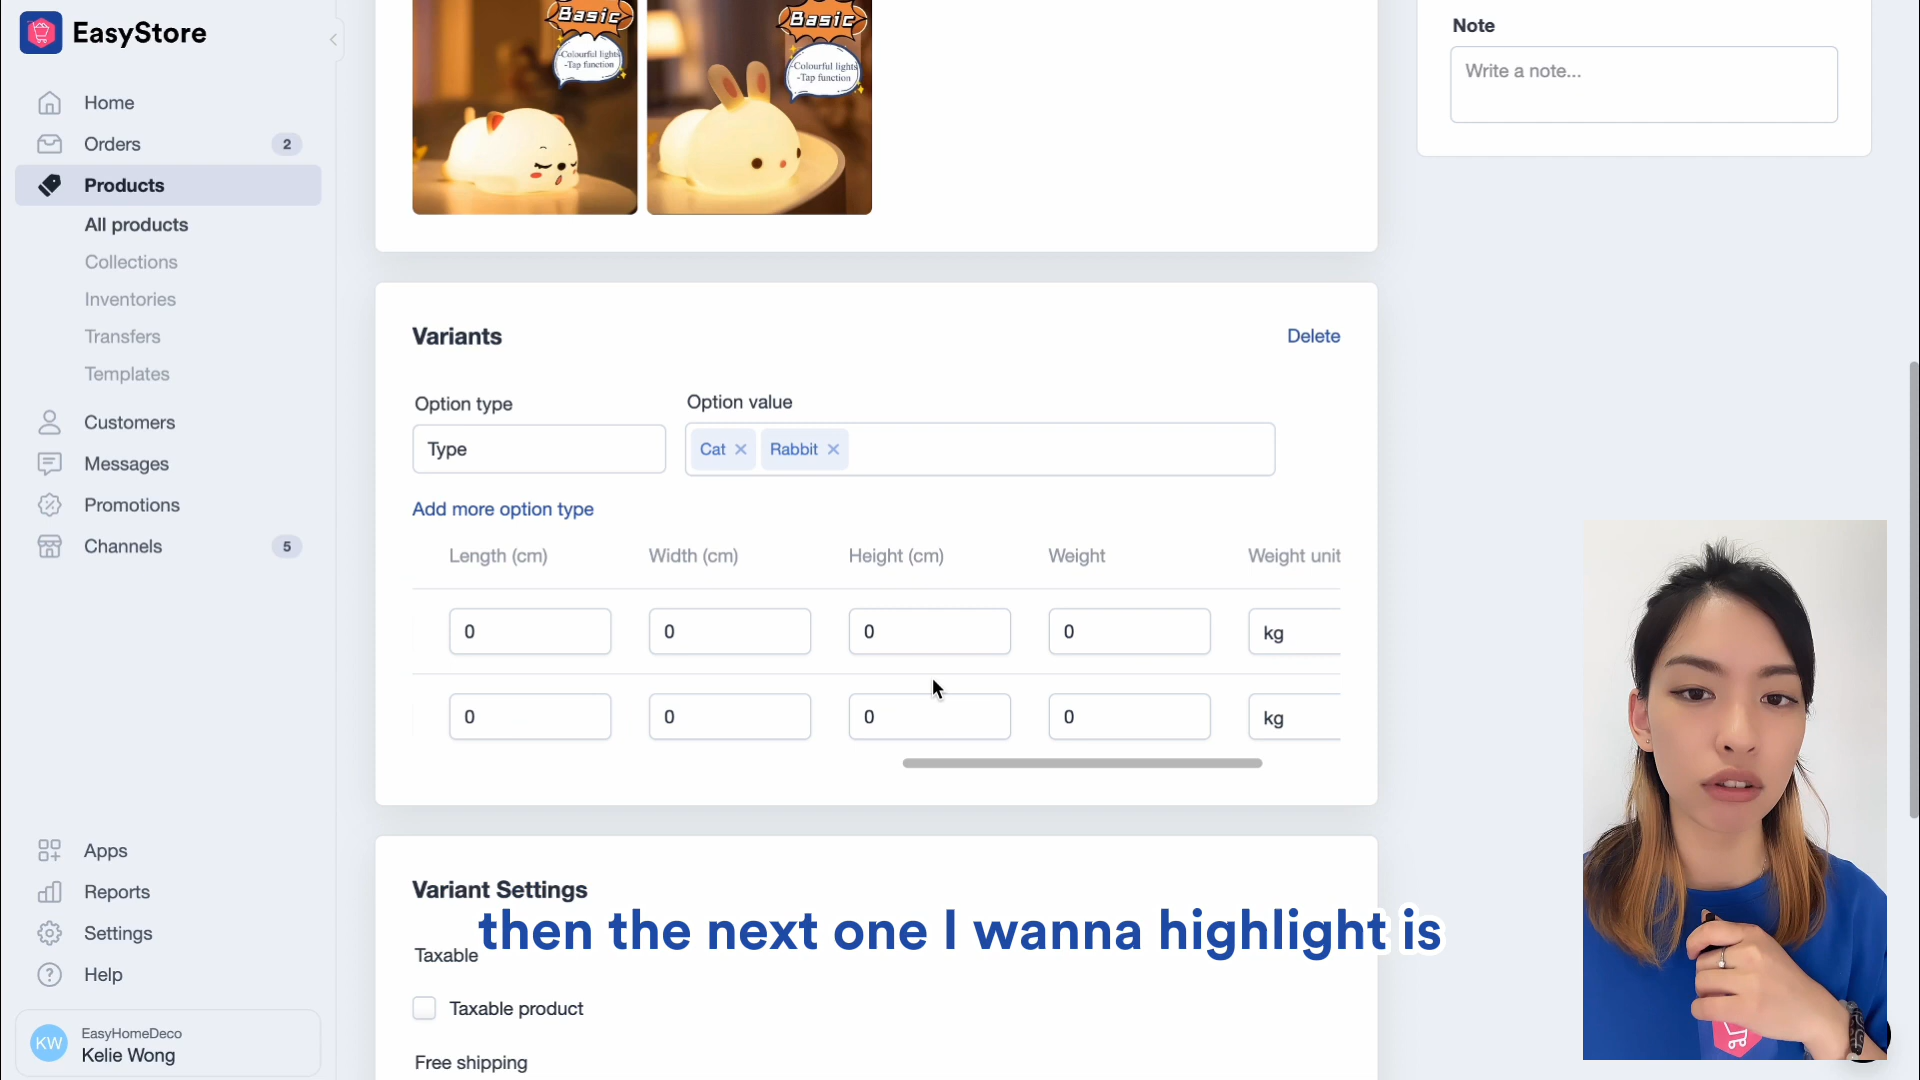 EasyStore
Home
Orders
2
Products
All products
Collections
Inventories
Transfers
Templates
Customers
Messages
Promotions
Channels
5
Apps
Reports
Settings
Help
KW
EasyHomeDeco
Kelie Wong
Basic
-Colourful lights
-Tap function
Basic
-Colourful lights
-Tap function
Variants
Delete
Option type
Option value
Type
Cat
Rabbit
Add more option type
Length (cm)
Width (cm)
Height (cm)
Weight
Weight unit
0
0
0
0
kg
0
0
0
0
kg
Variant Settings
then the next one I wanna highlight is
Taxable
Taxable product
Free shipping
Note
Write a note...